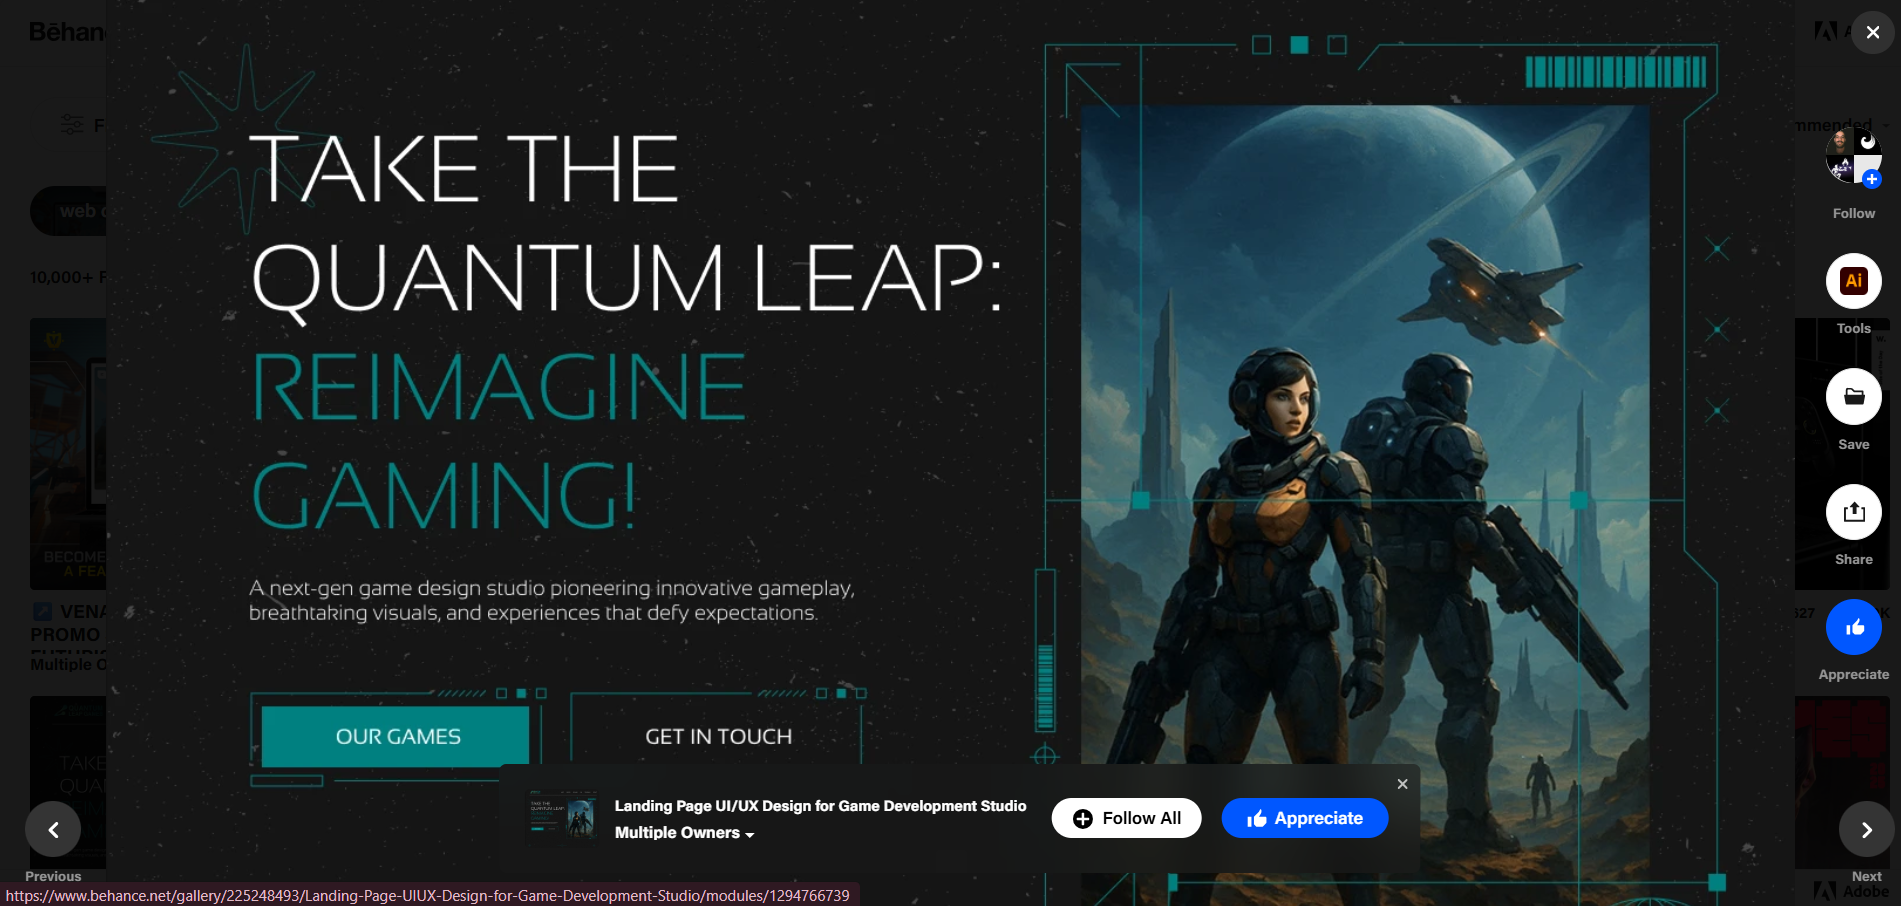 Bēhan
TAKE THE
QUANTUM LEAP:
REIMAGINE
GAMING!
A next-gen game design studio pioneering innovative gameplay,
breathtaking visuals, and experiences that defy expectations.
OUR GAMES
GET IN TOUCH
F
web
10,000+ F
BECOME
A FEA
VENA
PROMO
Multiple O
TAKE
QUA
Previous
mmended
Follow
Ai
Tools
Save
Share
527
K
Appreciate
Next
Adobe
Landing Page UI/UX Design for Game Development Studio
Multiple Owners
Follow All
Appreciate
https://www.behance.net/gallery/225248493/Landing-Page-UIUX-Design-for-Game-Development-Studio/modules/1294766739